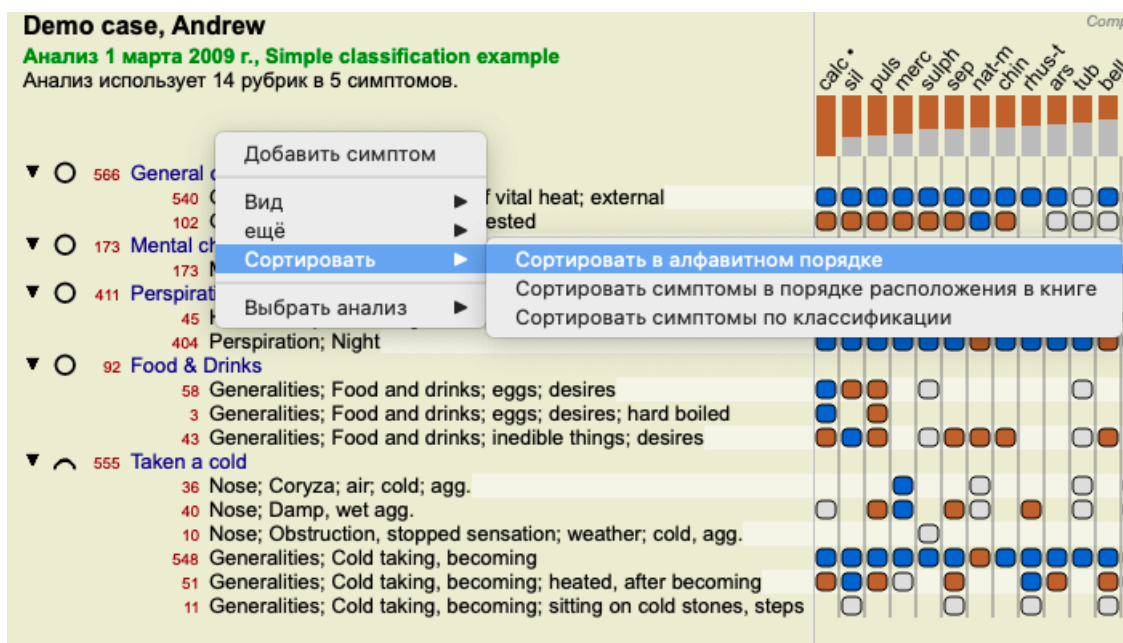 Demo case, Andrew
Анализ 1 марта 2009 г., Simple classification example
Анализ использует 14 рубрик в 5 симптомов.
Comp
calc • sil puls merc sulph sep nat-m chin rhus-t ars tub bell
Добавить симптом
566 General
540 f vital heat; external
Вид
102 ested
ещё
173 Mental ch
Сортировать
Сортировать в алфавитном порядке
173
411 Perspirati
Сортировать симптомы в порядке расположения в книге
Выбрать анализ
45
Сортировать симптомы по классификации
404 Perspiration; Night
92 Food & Drinks
58 Generalities; Food and drinks; eggs; desires
3 Generalities; Food and drinks; eggs; desires; hard boiled
43 Generalities; Food and drinks; inedible things; desires
555 Taken a cold
36 Nose; Coryza; air; cold; agg.
40 Nose; Damp, wet agg.
10 Nose; Obstruction, stopped sensation; weather; cold, agg.
548 Generalities; Cold taking, becoming
51 Generalities; Cold taking, becoming; heated, after becoming
11 Generalities; Cold taking, becoming; sitting on cold stones, steps